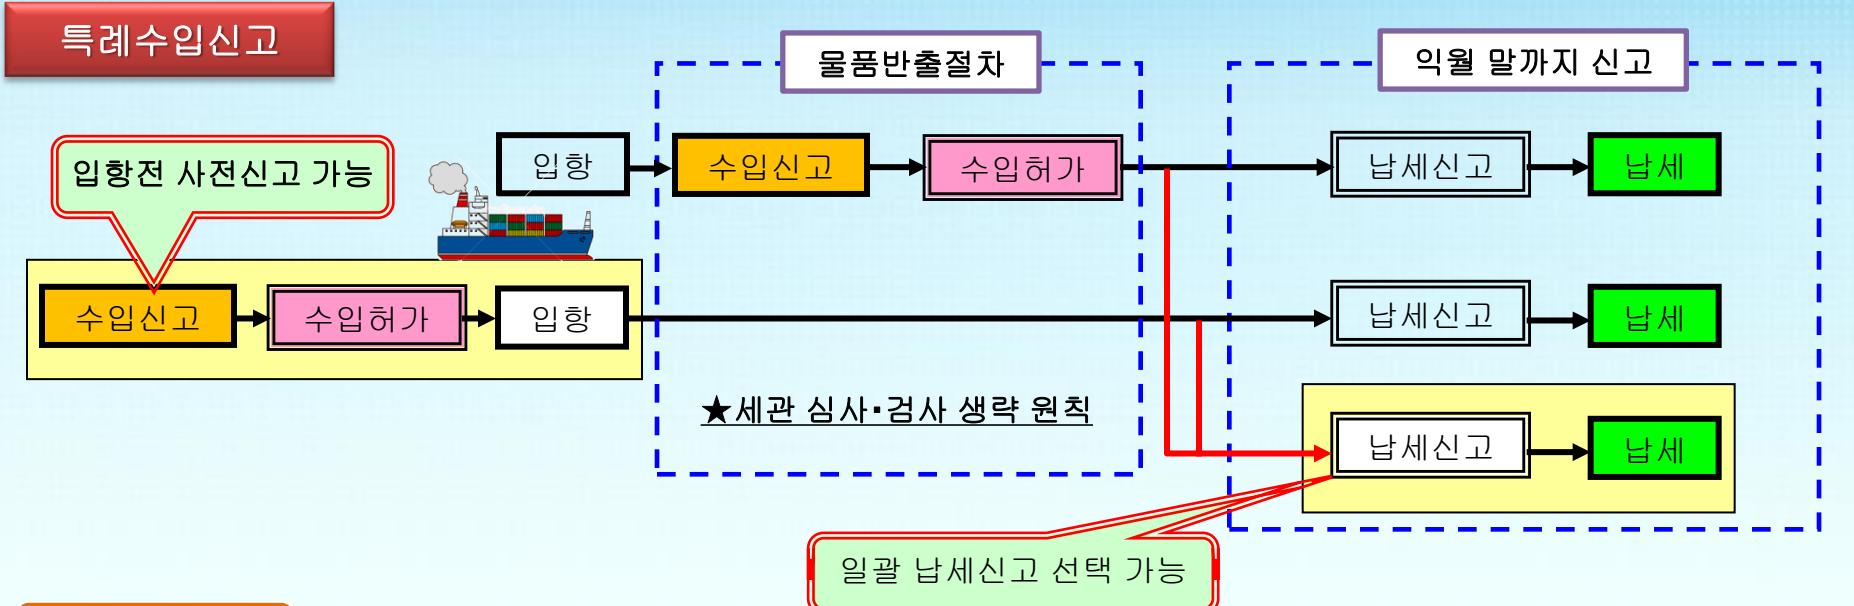 특례수입신고
물품반출절차
익월 말까지 신고
입항전 사전신고 가능
입항
수입신고
수입허가
납세신고
납세
수입신고
수입허가
입항
납세신고
납세
★세관 심사·검사 생략 원칙
납세신고
납세
일괄 납세신고 선택 가능